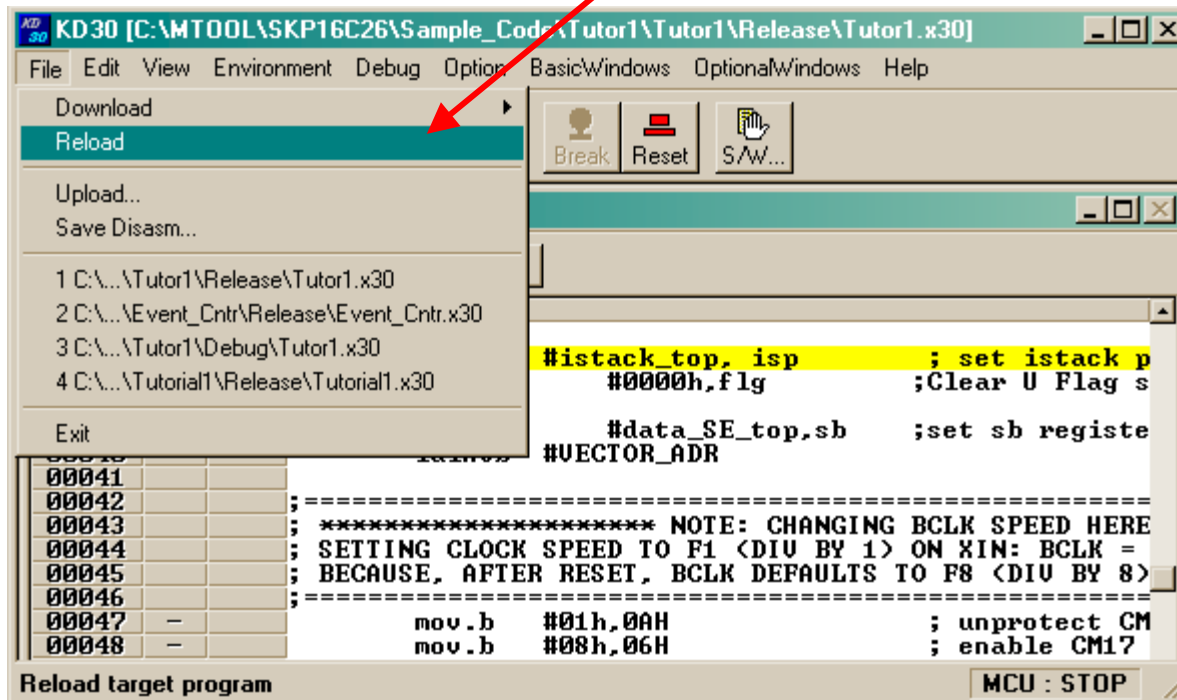 KD30 [C:\MTOOL\SKP16C26\Sample_Code\Tutor1\Tutor1\Release\Tutor1.x30]
File Edit View Environment Debug Option BasicWindows OptionalWindows Help
Download
Reload
Break Reset S/W...
Upload...
Save Disasm...
1 C:\...\Tutor1\Release\Tutor1.x30
2 C:\...\Event_Cntr\Release\Event_Cntr.x30
3 C:\...\Tutor1\Debug\Tutor1.x30
4 C:\...\Tutorial1\Release\Tutorial1.x30
Exit
#istack_top, isp ; set istack p
#0000h,flg ;Clear U Flag s
#data_SE_top,sb ;set sb registe
#VECTOR_ADR
00041
00042 ;=====================================================
00043 ; ********************* NOTE: CHANGING BCLK SPEED HERE
00044 ; SETTING CLOCK SPEED TO F1 (DIV BY 1) ON XIN: BCLK =
00045 ; BECAUSE, AFTER RESET, BCLK DEFAULTS TO F8 (DIV BY 8)
00046 ;=====================================================
00047 - mov.b #01h,0AH ; unprotect CM
00048 - mov.b #08h,06H ; enable CM17
Reload target program MCU : STOP